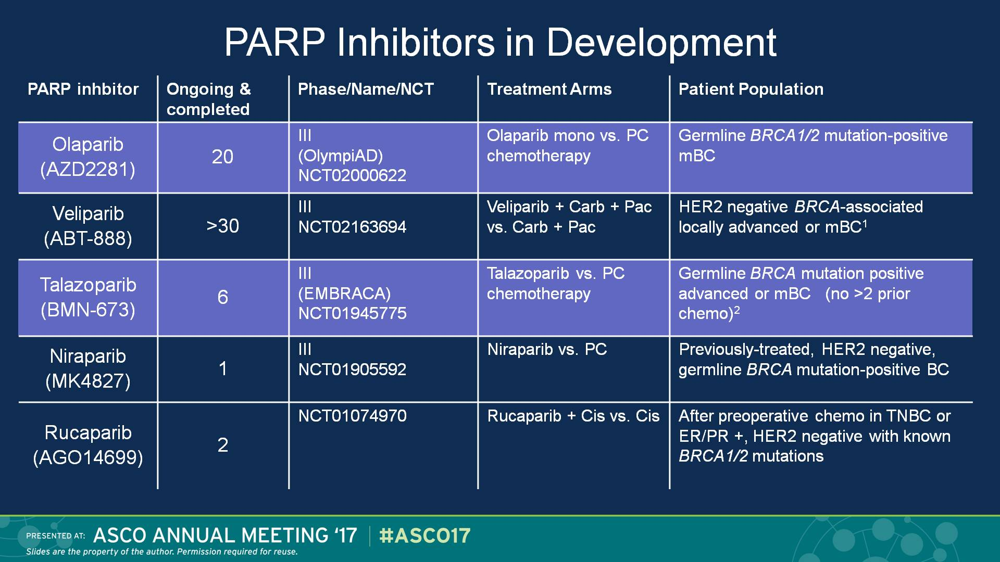 PARP Inhibitors in Development
PARP inhbitor
Ongoing &
completed
Phase/Name/NCT
Treatment Arms
Patient Population
Olaparib
(AZD2281)
20
III
(OlympiAD)
NCT02000622
Olaparib mono vs. PC
chemotherapy
Germline BRCA1/2 mutation-positive
mBC
Veliparib
(ABT-888)
>30
III
NCT02163694
Veliparib + Carb + Pac
vs. Carb + Pac
HER2 negative BRCA-associated
locally advanced or mBC¹
Talazoparib
(BMN-673)
6
III
(EMBRACA)
NCT01945775
Talazoparib vs. PC
chemotherapy
Germline BRCA mutation positive
advanced or mBC (no >2 prior
chemo)²
Niraparib
(MK4827)
1
III
NCT01905592
Niraparib vs. PC
Previously-treated, HER2 negative,
germline BRCA mutation-positive BC
Rucaparib
(AGO14699)
2
NCT01074970
Rucaparib + Cis vs. Cis
After preoperative chemo in TNBC or
ER/PR +, HER2 negative with known
BRCA1/2 mutations
PRESENTED AT: ASCO ANNUAL MEETING ‘17 | #ASCO17
Slides are the property of the author. Permission required for reuse.